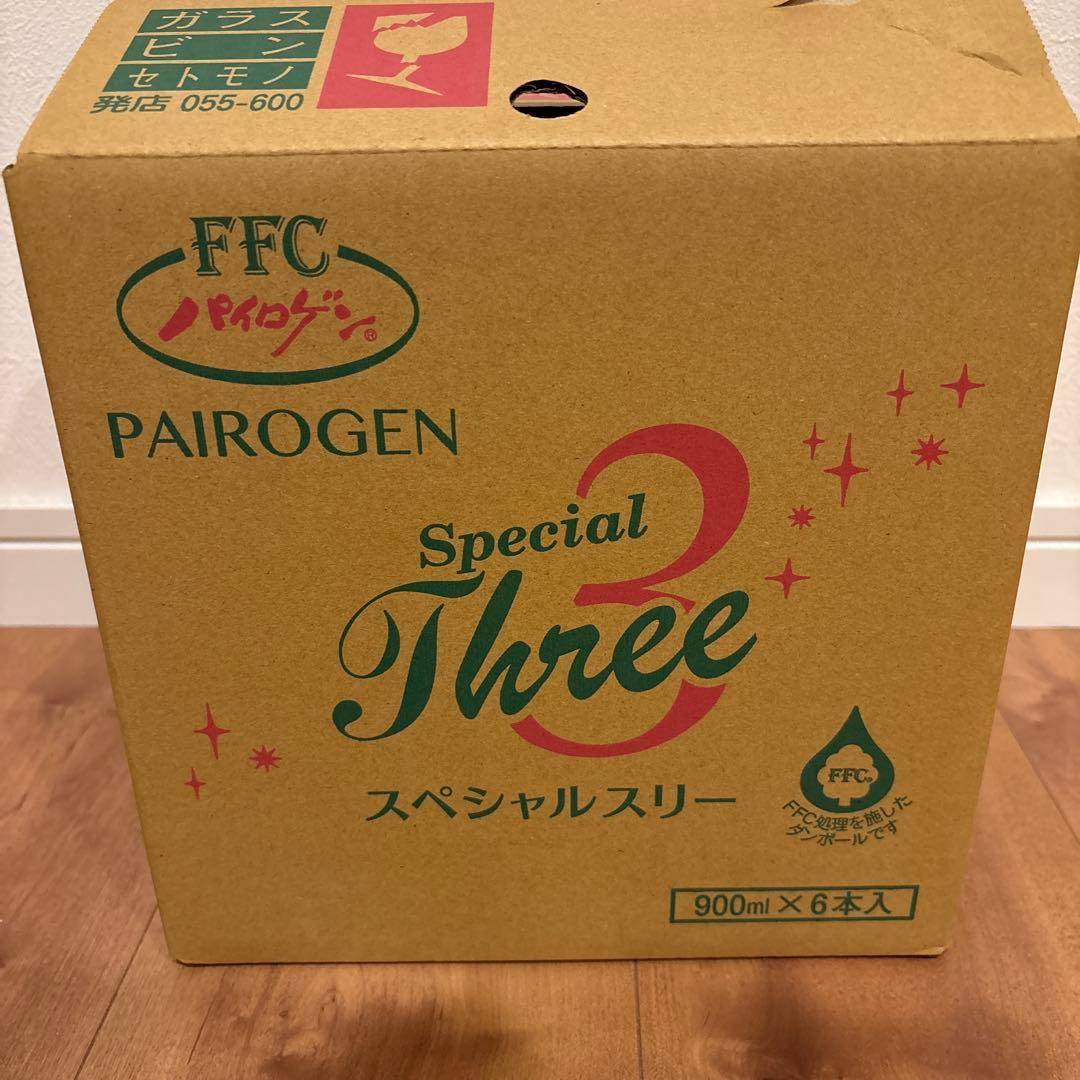 ガラス
ビン
セトモノ
発店 055-600
FFC
パイロゲン®
PAIROGEN
3
Special
Three
スペシャルスリー
FFC®
FFC処理を施した
ダンボールです
900ml×6本入